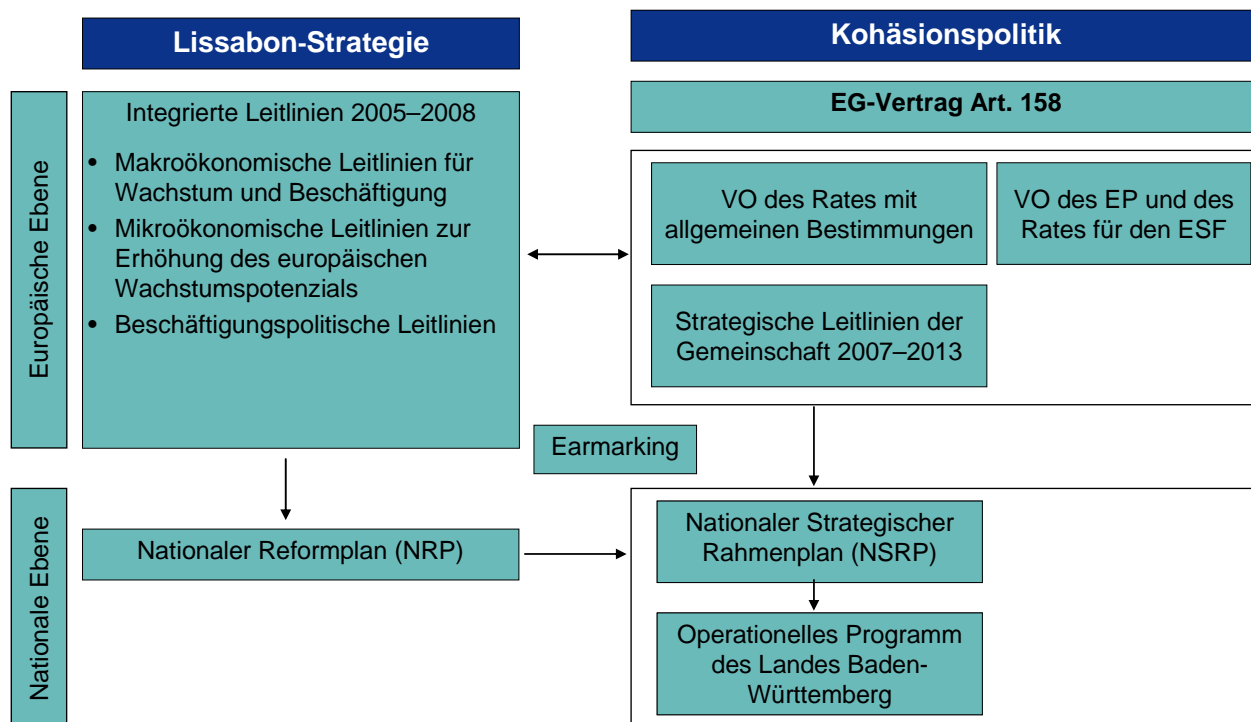 Lissabon-Strategie
Kohäsionspolitik
Europäische Ebene
Integrierte Leitlinien 2005–2008
• Makroökonomische Leitlinien für
Wachstum und Beschäftigung
• Mikroökonomische Leitlinien zur
Erhöhung des europäischen
Wachstumspotenzials
• Beschäftigungspolitische Leitlinien
EG-Vertrag Art. 158
VO des Rates mit
allgemeinen Bestimmungen
VO des EP und des
Rates für den ESF
Strategische Leitlinien der
Gemeinschaft 2007–2013
Earmarking
Nationale Ebene
Nationaler Reformplan (NRP)
Nationaler Strategischer
Rahmenplan (NSRP)
Operationelles Programm
des Landes Baden-
Württemberg